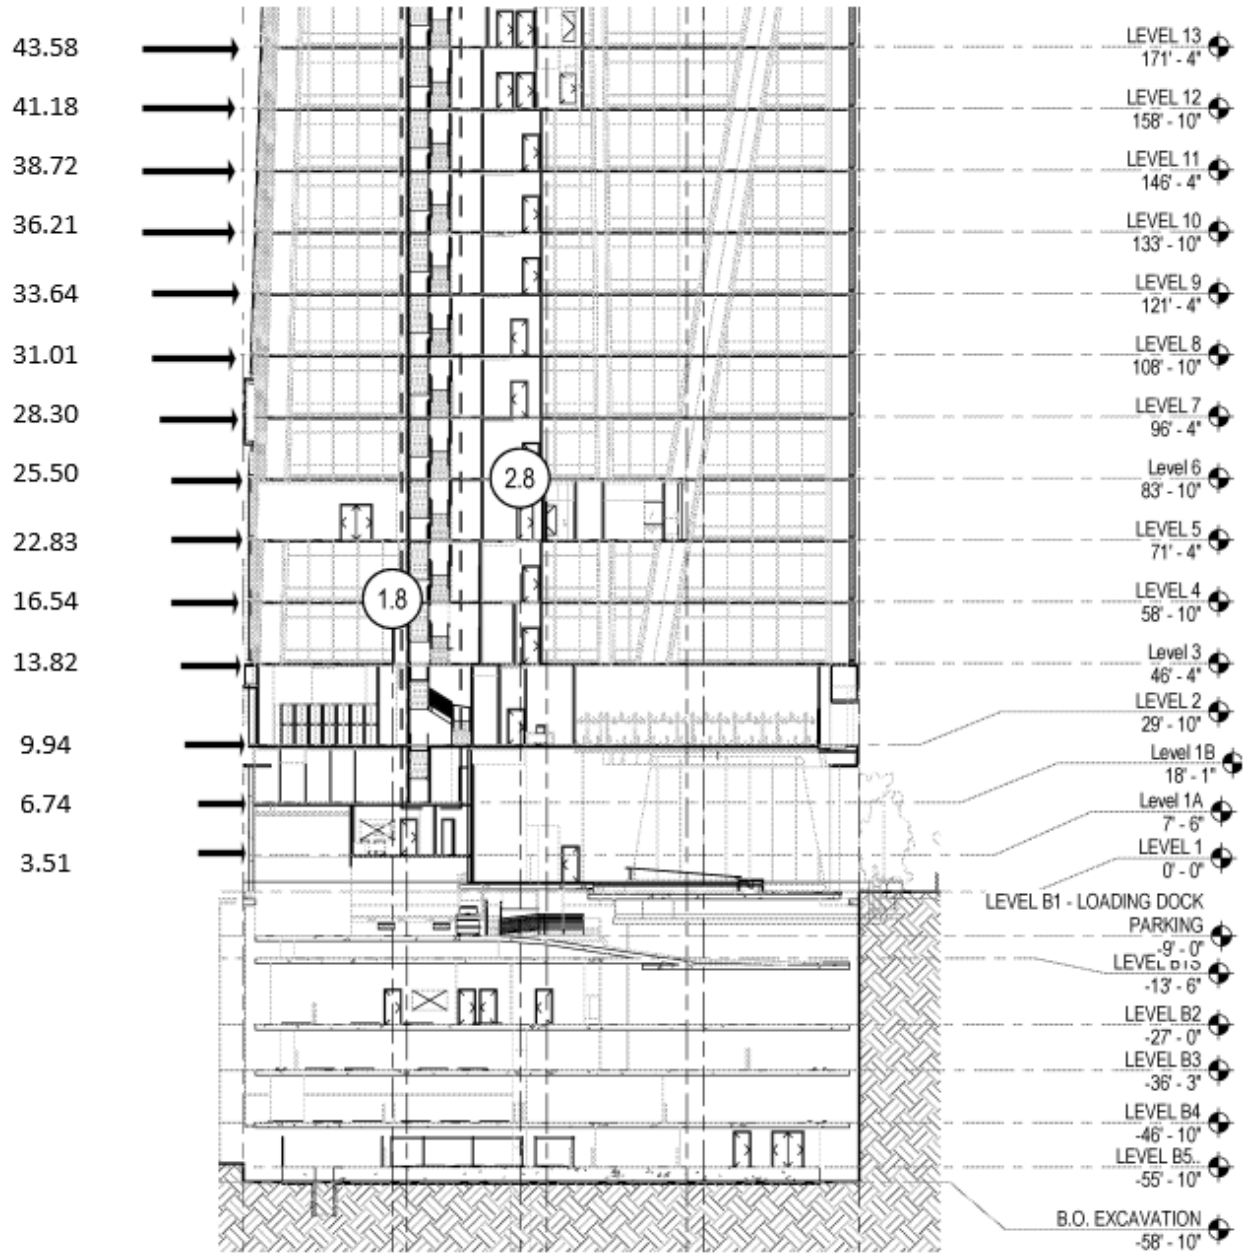 43.58
LEVEL 13
171' - 4"
41.18
LEVEL 12
158' - 10"
38.72
LEVEL 11
146' - 4"
36.21
LEVEL 10
133' - 10"
33.64
LEVEL 9
121' - 4"
31.01
LEVEL 8
108' - 10"
28.30
LEVEL 7
96' - 4"
25.50
2.8
Level 6
83' - 10"
22.83
LEVEL 5
71' - 4"
16.54
1.8
LEVEL 4
58' - 10"
13.82
Level 3
46' - 4"
9.94
LEVEL 2
29' - 10"
6.74
Level 1B
18' - 1"
3.51
Level 1A
7' - 6"
LEVEL 1
0' - 0"
LEVEL B1 - LOADING DOCK
PARKING
-9' - 0"
LEVEL B1S
-13' - 6"
LEVEL B2
-27' - 0"
LEVEL B3
-36' - 3"
LEVEL B4
-46' - 10"
LEVEL B5..
-55' - 10"
B.O. EXCAVATION
-58' - 10"